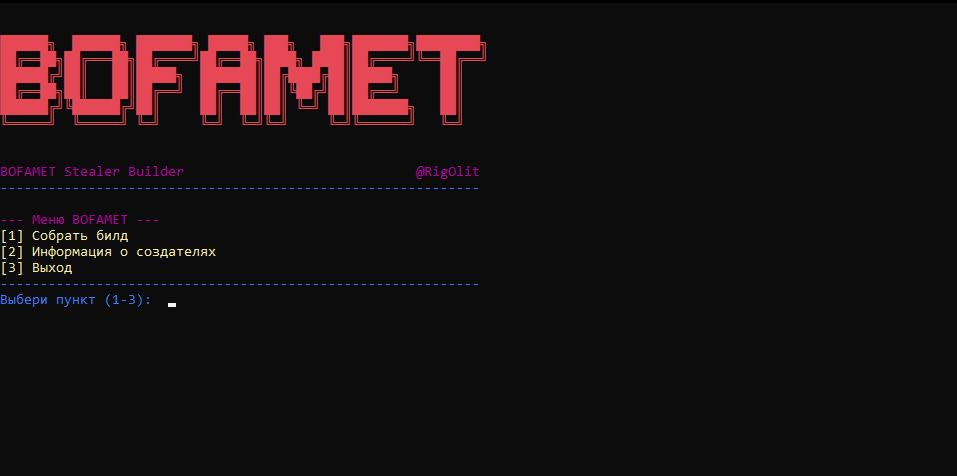 BOFAMET
BOFAMET Stealer Builder @RigOlit
------------------------------------------------------------
--- Меню BOFAMET ---
[1] Собрать билд
[2] Информация о создателях
[3] Выход
------------------------------------------------------------
Выбери пункт (1-3):